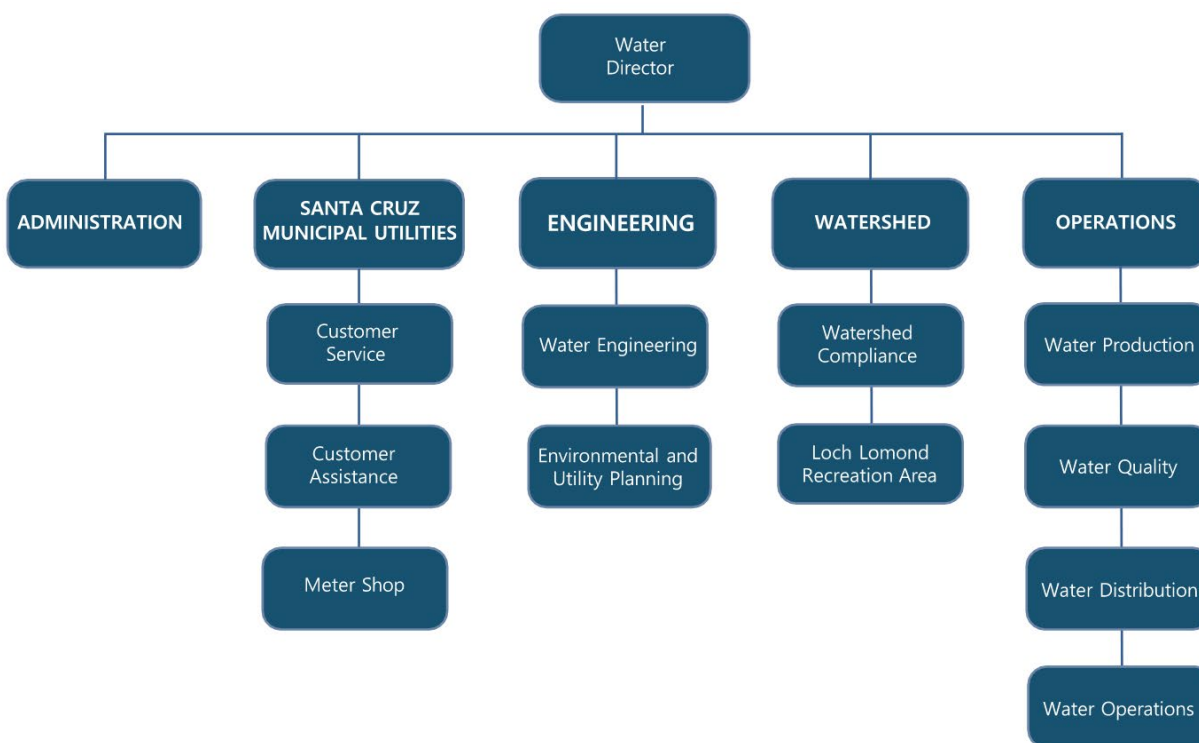 Water
Director
ADMINISTRATION
SANTA CRUZ
MUNICIPAL UTILITIES
ENGINEERING
WATERSHED
OPERATIONS
Customer
Service
Water Engineering
Watershed
Compliance
Water Production
Customer
Assistance
Environmental and
Utility Planning
Loch Lomond
Recreation Area
Water Quality
Meter Shop
Water Distribution
Water Operations